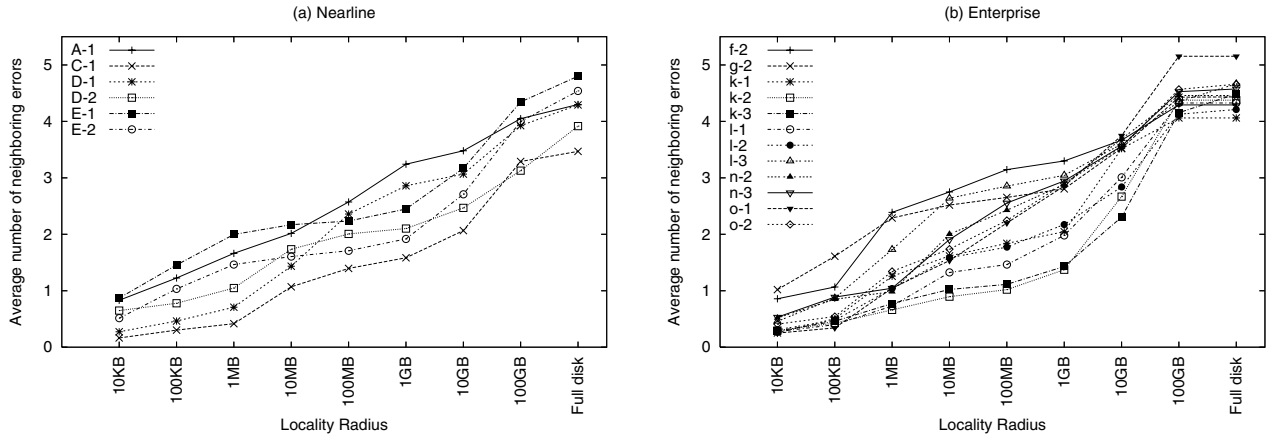 (a) Nearline
Average number of neighboring errors
A-1
C-1
D-1
D-2
E-1
E-2
5
4
3
2
1
0
10KB
100KB
1MB
10MB
100MB
1GB
10GB
100GB
Full disk
Locality Radius
(b) Enterprise
Average number of neighboring errors
f-2
g-2
k-1
k-2
k-3
l-1
l-2
l-3
n-2
n-3
o-1
o-2
5
4
3
2
1
0
10KB
100KB
1MB
10MB
100MB
1GB
10GB
100GB
Full disk
Locality Radius